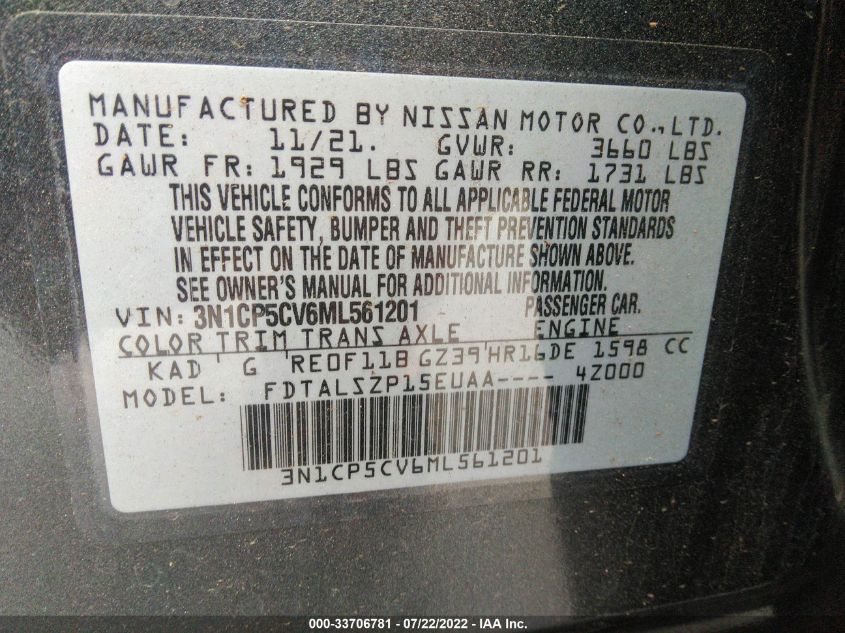 MANUFACTURED BY NISSAN MOTOR CO.,LTD.
DATE: 11/21. GVWR: 3660 LBS
GAWR FR: 1929 LBS GAWR RR: 1731 LBS
THIS VEHICLE CONFORMS TO ALL APPLICABLE FEDERAL MOTOR
VEHICLE SAFETY, BUMPER AND THEFT PREVENTION STANDARDS
IN EFFECT ON THE DATE OF MANUFACTURE SHOWN ABOVE.
SEE OWNER'S MANUAL FOR ADDITIONAL INFORMATION.
VIN: 3N1CP5CV6ML561201 PASSENGER CAR.
COLOR TRIM TRANS AXLE ENGINE
KAD G RE0F11B GZ39 HR16DE 1598 CC
MODEL: FDTALSZP15EUAA---- 4Z000
3N1CP5CV6ML561201
000-33706781 - 07/22/2022 - IAA Inc.